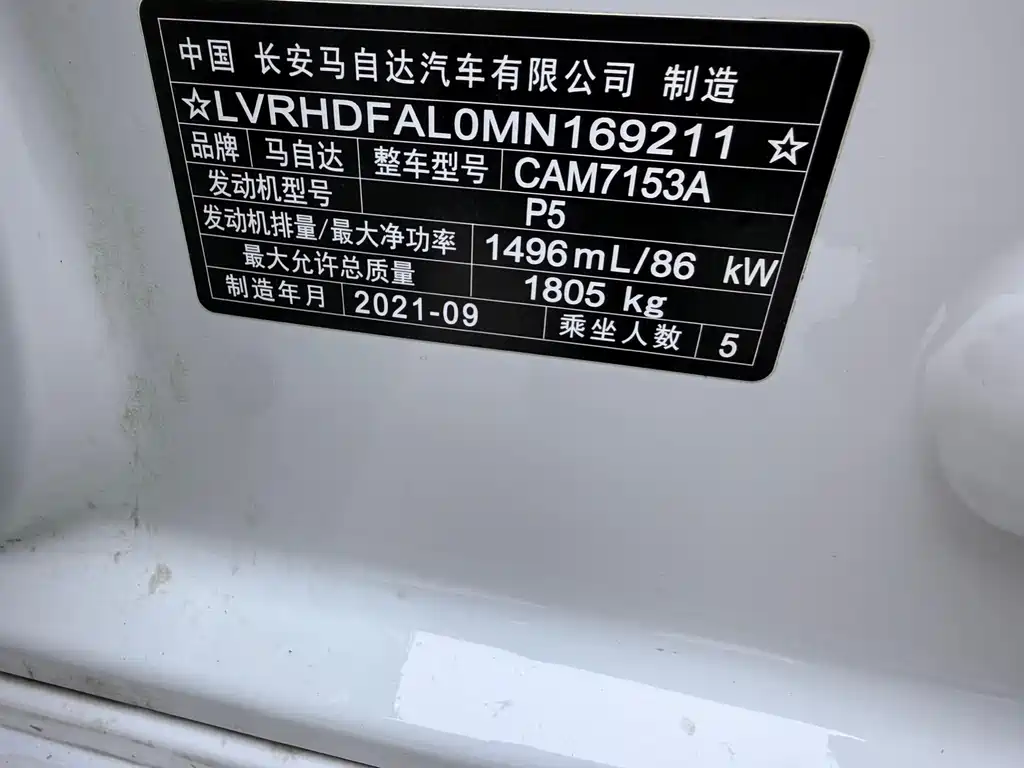 中国 长安马自达汽车有限公司 制造
☆LVRHDFAL0MN169211☆
品牌 马自达 整车型号 CAM7153A
发动机型号 P5
发动机排量/最大净功率 1496mL/86 kW
最大允许总质量 1805 kg
制造年月 2021-09 乘坐人数 5